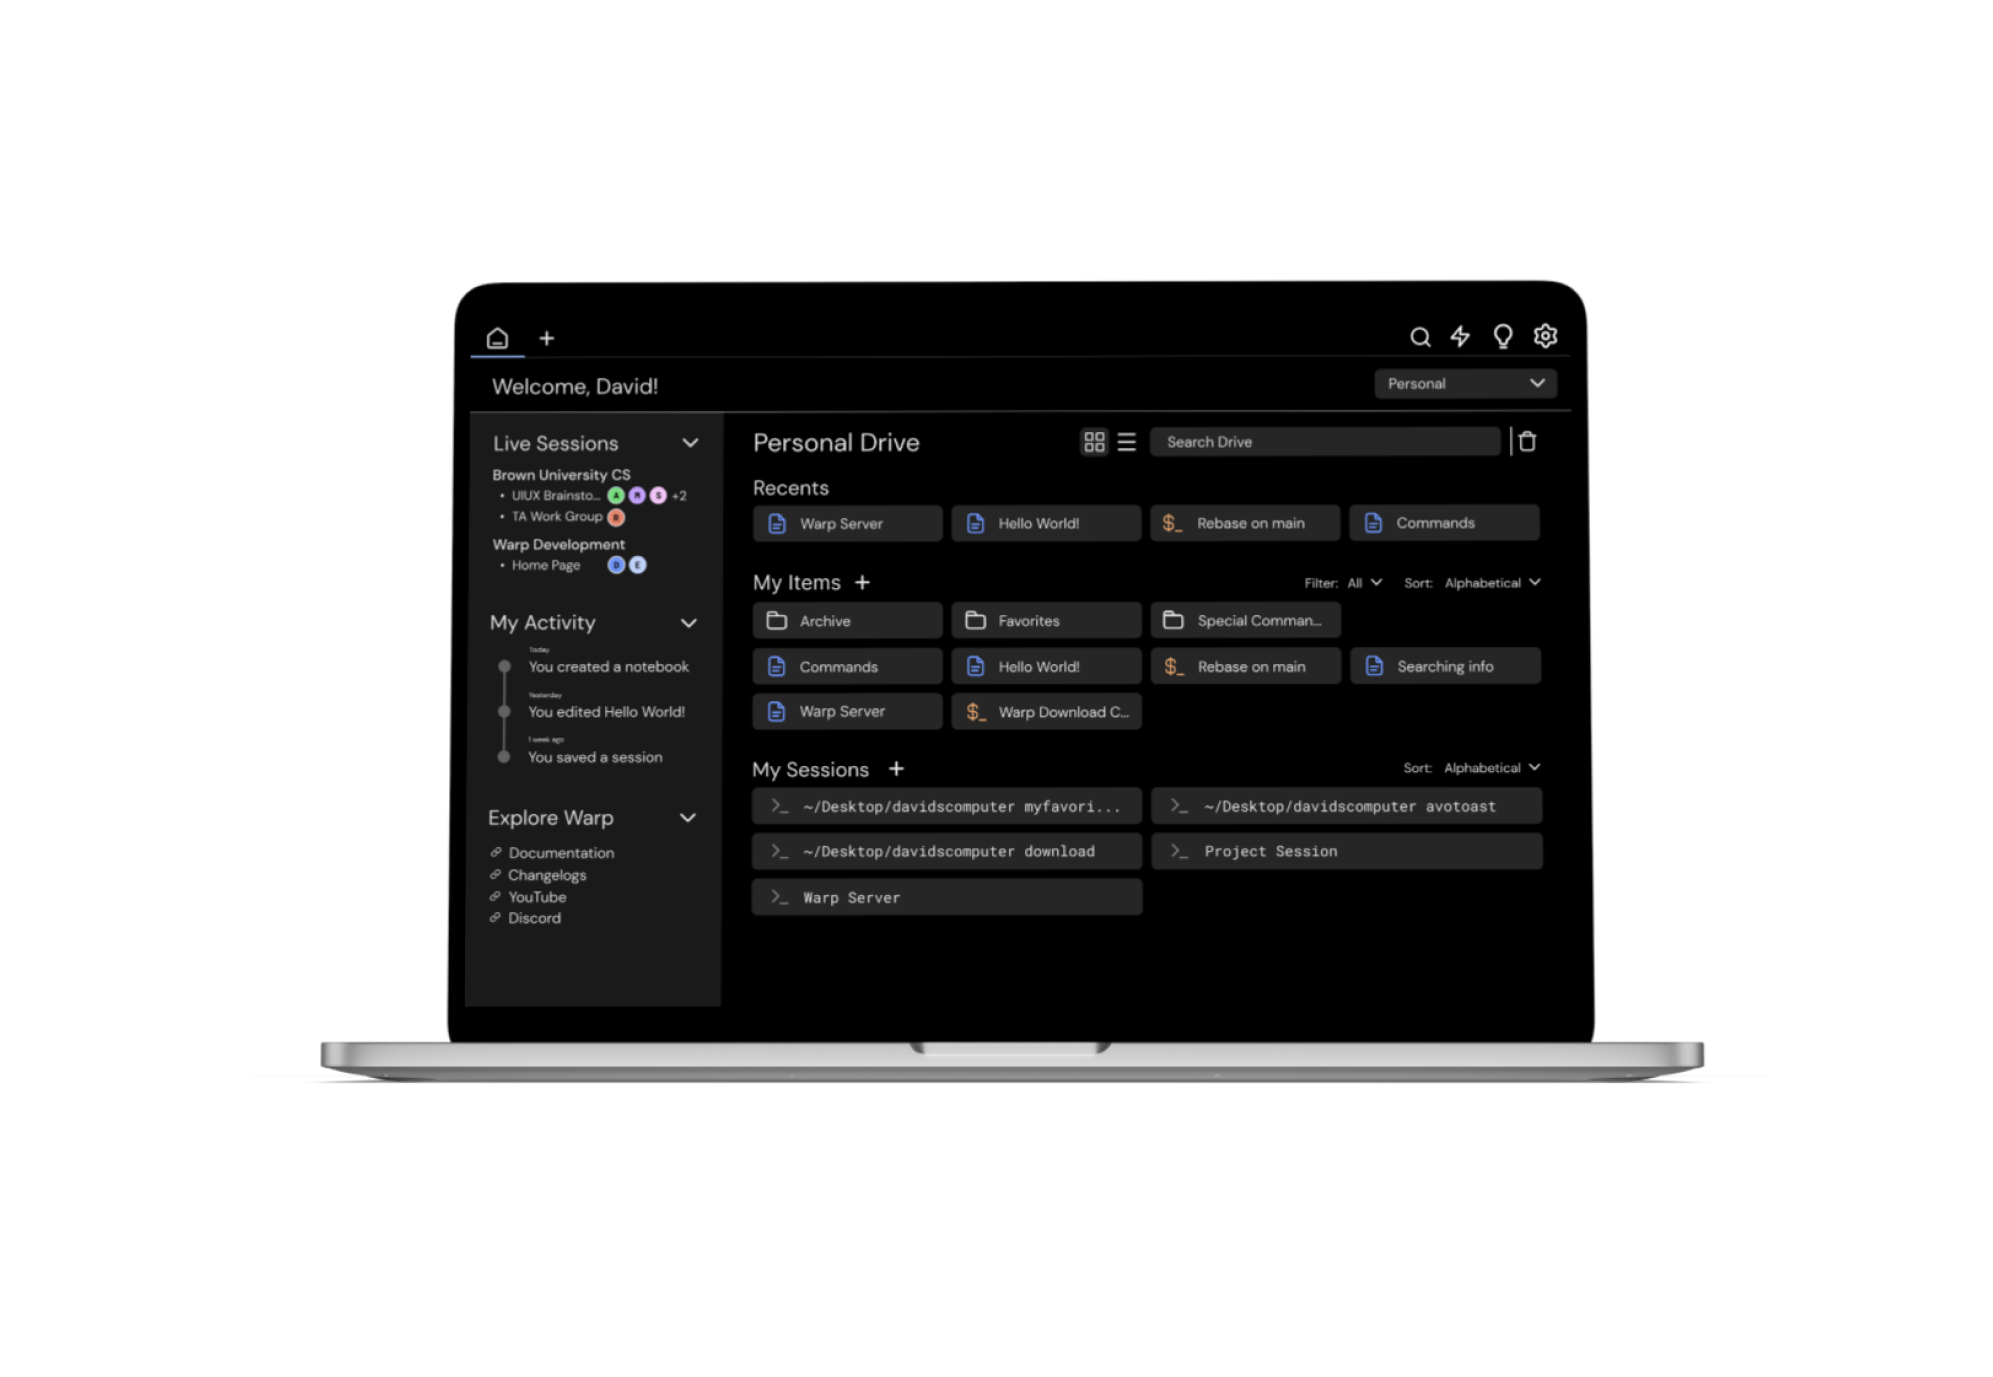 Welcome, David!
Personal
Live Sessions
Brown University CS
• UIUX Brainsto... A M S +2
• TA Work Group R
Warp Development
• Home Page D E
My Activity
Today
You created a notebook
Yesterday
You edited Hello World!
1 week ago
You saved a session
Explore Warp
Documentation
Changelogs
YouTube
Discord
Personal Drive
Search Drive
Recents
Warp Server
Hello World!
$_ Rebase on main
Commands
My Items +
Filter: All
Sort: Alphabetical
Archive
Favorites
Special Comman...
Commands
Hello World!
$_ Rebase on main
Searching info
Warp Server
$_ Warp Download C...
My Sessions +
Sort: Alphabetical
>_ ~/Desktop/davidscomputer myfavori...
>_ ~/Desktop/davidscomputer avotoast
>_ ~/Desktop/davidscomputer download
>_ Project Session
>_ Warp Server